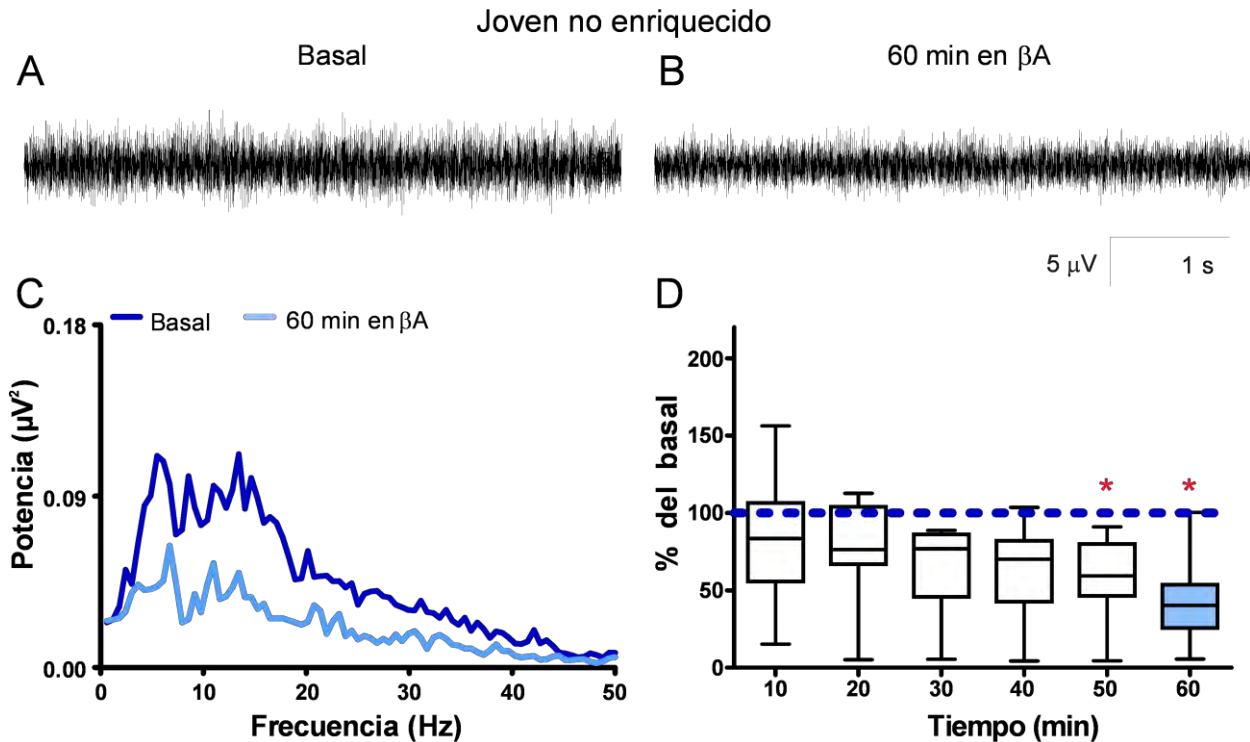 Joven no enriquecido
A
Basal
B
60 min en βA
5 μV
1 s
C
Basal
60 min en βA
0.18
0.09
0.00
Potencia (μV²)
0
10
20
30
40
50
Frecuencia (Hz)
D
200
150
100
50
0
% del basal
*
*
10
20
30
40
50
60
Tiempo (min)